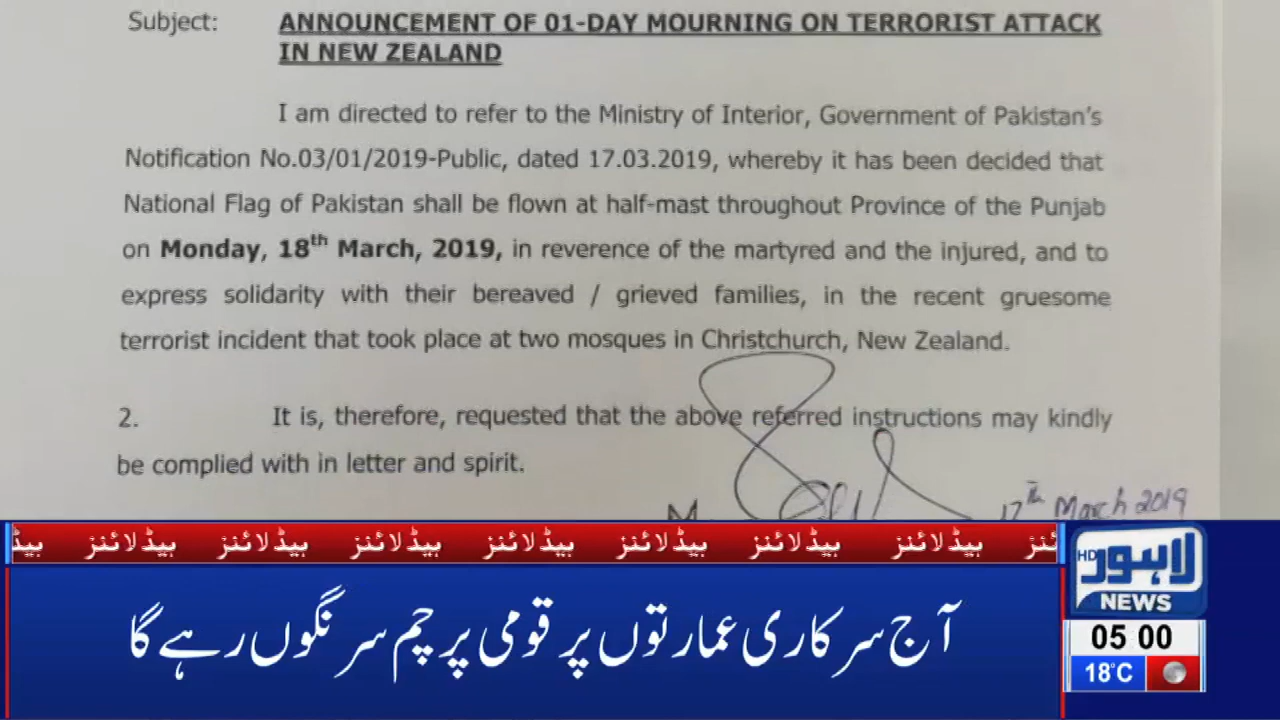 Subject: ANNOUNCEMENT OF 01-DAY MOURNING ON TERRORIST ATTACK
IN NEW ZEALAND
I am directed to refer to the Ministry of Interior, Government of Pakistan's
Notification No.03/01/2019-Public, dated 17.03.2019, whereby it has been decided that
National Flag of Pakistan shall be flown at half-mast throughout Province of the Punjab
on Monday, 18th March, 2019, in reverence of the martyred and the injured, and to
express solidarity with their bereaved / grieved families, in the recent gruesome
terrorist incident that took place at two mosques in Christchurch, New Zealand.
2. It is, therefore, requested that the above referred instructions may kindly
be complied with in letter and spirit.
17th March 2019
ہیڈلائنز ہیڈلائنز ہیڈلائنز ہیڈلائنز ہیڈلائنز ہیڈلائنز ہیڈلائنز
آج سرکاری عمارتوں پر قومی پرچم سرنگوں رہے گا
لاہور HD
NEWS
05 00
18°C